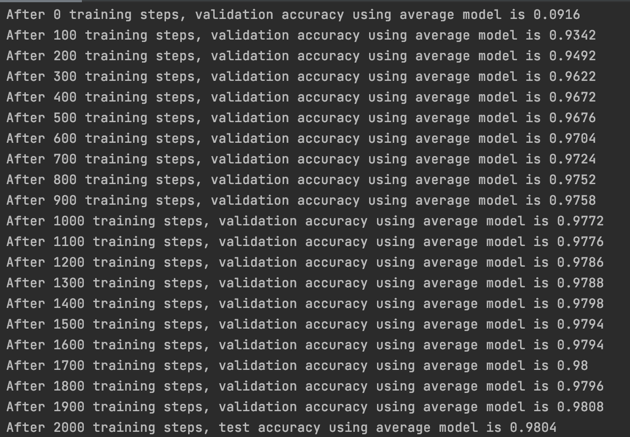 After 0 training steps, validation accuracy using average model is 0.0916
After 100 training steps, validation accuracy using average model is 0.9342
After 200 training steps, validation accuracy using average model is 0.9492
After 300 training steps, validation accuracy using average model is 0.9622
After 400 training steps, validation accuracy using average model is 0.9672
After 500 training steps, validation accuracy using average model is 0.9676
After 600 training steps, validation accuracy using average model is 0.9704
After 700 training steps, validation accuracy using average model is 0.9724
After 800 training steps, validation accuracy using average model is 0.9752
After 900 training steps, validation accuracy using average model is 0.9758
After 1000 training steps, validation accuracy using average model is 0.9772
After 1100 training steps, validation accuracy using average model is 0.9776
After 1200 training steps, validation accuracy using average model is 0.9786
After 1300 training steps, validation accuracy using average model is 0.9788
After 1400 training steps, validation accuracy using average model is 0.9798
After 1500 training steps, validation accuracy using average model is 0.9794
After 1600 training steps, validation accuracy using average model is 0.9794
After 1700 training steps, validation accuracy using average model is 0.98
After 1800 training steps, validation accuracy using average model is 0.9796
After 1900 training steps, validation accuracy using average model is 0.9808
After 2000 training steps, test accuracy using average model is 0.9804